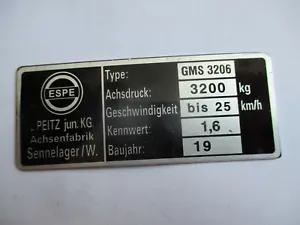 ESPE
PEITZ jun. KG
Achsenfabrik
Sennelager/W.
Type: GMS 3206
Achsdruck: 3200 kg
Geschwindigkeit bis 25 km/h
Kennwert: 1,6
Baujahr: 19